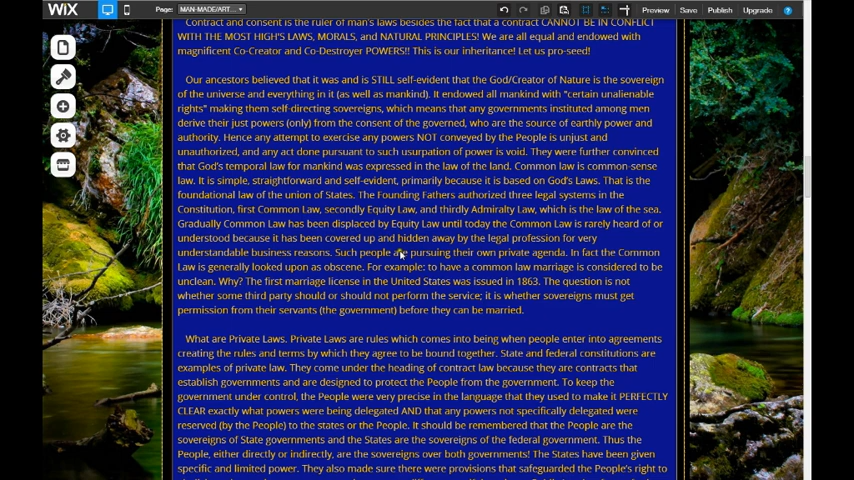 WiX
Page: MAN-MADE/ART...
Preview
Save
Publish
Upgrade
?
Contract and consent is the ruler of man's laws besides the fact that a contract CANNOT BE IN CONFLICT
WITH THE MOST HIGH'S LAWS, MORALS, and NATURAL PRINCIPLES! We are all equal and endowed with
magnificent Co-Creator and Co-Destroyer POWERS!! This is our inheritance! Let us pro-seed!
Our ancestors believed that it was and is STILL self-evident that the God/Creator of Nature is the sovereign
of the universe and everything in it (as well as mankind). It endowed all mankind with "certain unalienable
rights" making them self-directing sovereigns, which means that any governments instituted among men
derive their just powers (only) from the consent of the governed, who are the source of earthly power and
authority. Hence any attempt to exercise any powers NOT conveyed by the People is unjust and
unauthorized, and any act done pursuant to such usurpation of power is void. They were further convinced
that God's temporal law for mankind was expressed in the law of the land. Common law is common-sense
law. It is simple, straightforward and self-evident, primarily because it is based on God's Laws. That is the
foundational law of the union of States. The Founding Fathers authorized three legal systems in the
Constitution, first Common Law, secondly Equity Law, and thirdly Admiralty Law, which is the law of the sea.
Gradually Common Law has been displaced by Equity Law until today the Common Law is rarely heard of or
understood because it has been covered up and hidden away by the legal profession for very
understandable business reasons. Such people are pursuing their own private agenda. In fact the Common
Law is generally looked upon as obscene. For example: to have a common law marriage is considered to be
unclean. Why? The first marriage license in the United States was issued in 1863. The question is not
whether some third party should or should not perform the service; it is whether sovereigns must get
permission from their servants (the government) before they can be married.
What are Private Laws. Private Laws are rules which comes into being when people enter into agreements
creating the rules and terms by which they agree to be bound together. State and federal constitutions are
examples of private law. They come under the heading of contract law because they are contracts that
establish governments and are designed to protect the People from the government. To keep the
government under control, the People were very precise in the language that they used to make it PERFECTLY
CLEAR exactly what powers were being delegated AND that any powers not specifically delegated were
reserved (by the People) to the states or the People. It should be remembered that the People are the
sovereigns of State governments and the States are the sovereigns of the federal government. Thus the
People, either directly or indirectly, are the sovereigns over both governments! The States have been given
specific and limited power. They also made sure there were provisions that safeguarded the People's right to